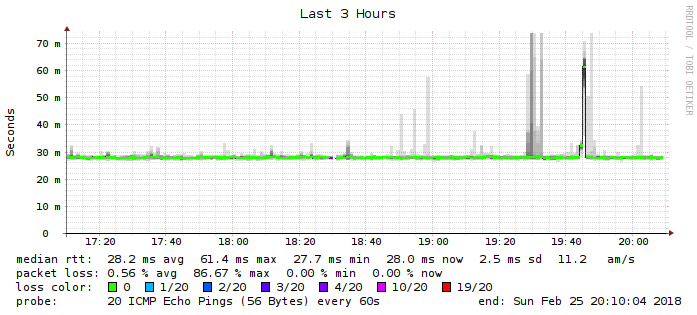 Last 3 Hours
RRDTOOL / TOBI OETIKER
Seconds
70 m
60 m
50 m
40 m
30 m
20 m
10 m
0
17:20 17:40 18:00 18:20 18:40 19:00 19:20 19:40 20:00
median rtt: 28.2 ms avg 61.4 ms max 27.7 ms min 28.0 ms now 2.5 ms sd 11.2 am/s
packet loss: 0.56 % avg 86.67 % max 0.00 % min 0.00 % now
loss color: 0 1/20 2/20 3/20 4/20 10/20 19/20
probe: 20 ICMP Echo Pings (56 Bytes) every 60s end: Sun Feb 25 20:10:04 2018